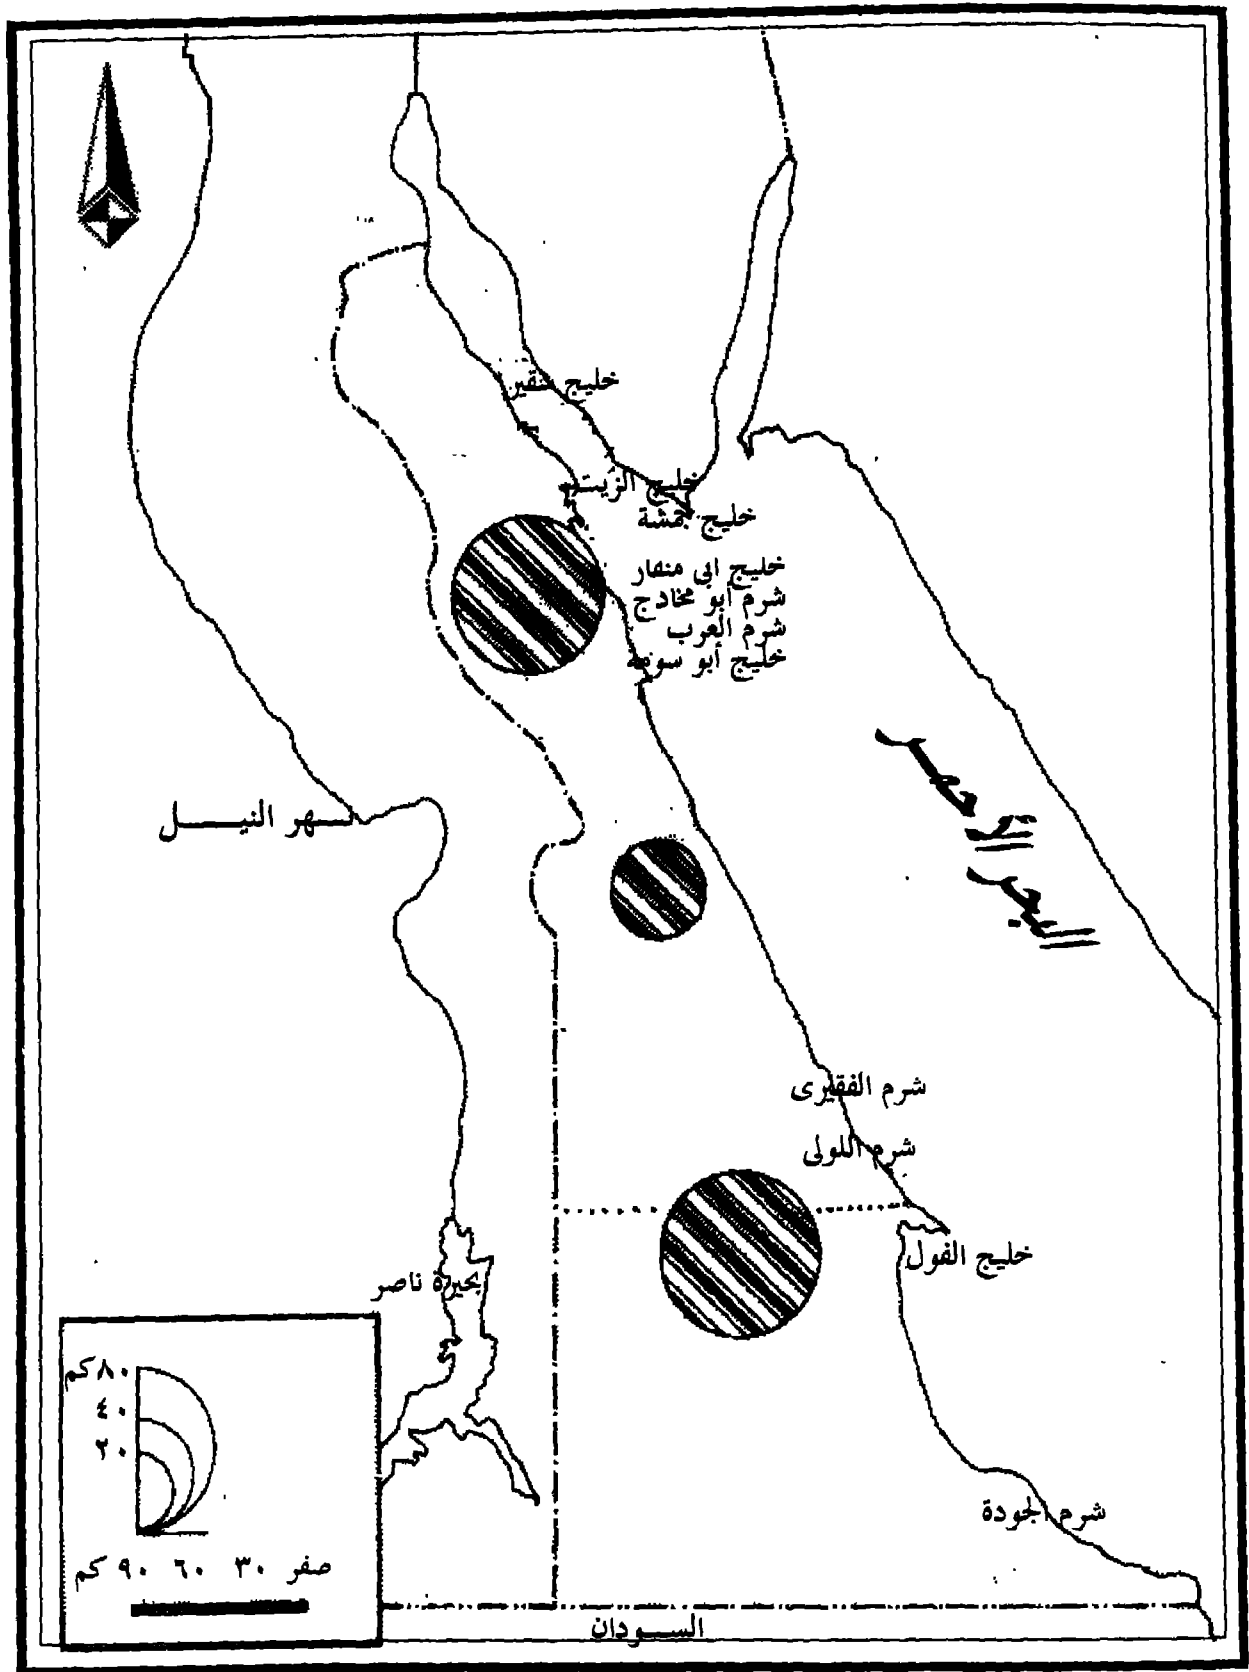 خليج
خليج الزيت
خليج جمشة
خليج ابى منقار
شرم أبو مخادج
شرم العرب
خليج أبو سومة
البحر الأحمر
نهر النيل
شرم الفقيرى
شرم اللولى
خليج الفول
بحيرة ناصر
٨٠ كم
٤٠
٢٠
صفر ٣٠ ٦٠ ٩٠ كم
شرم الجودة
السودان